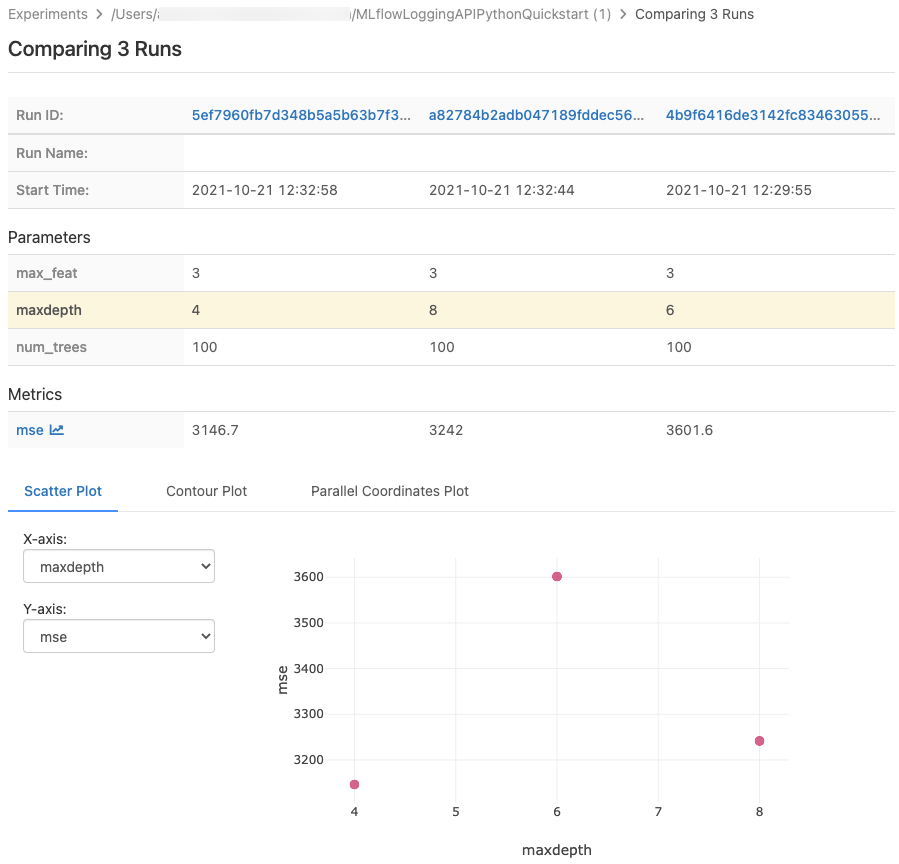 Experiments > /Users/a /MLflowLoggingAPIPythonQuickstart (1) > Comparing 3 Runs
Comparing 3 Runs
Run ID: 5ef7960fb7d348b5a5b63b7f3... a82784b2adb047189fddec56... 4b9f6416de3142fc83463055...
Run Name:
Start Time: 2021-10-21 12:32:58 2021-10-21 12:32:44 2021-10-21 12:29:55
Parameters
max_feat 3 3 3
maxdepth 4 8 6
num_trees 100 100 100
Metrics
mse 3146.7 3242 3601.6
Scatter Plot Contour Plot Parallel Coordinates Plot
X-axis:
maxdepth
Y-axis:
mse
3600
3500
3400
3300
3200
mse
4 5 6 7 8
maxdepth